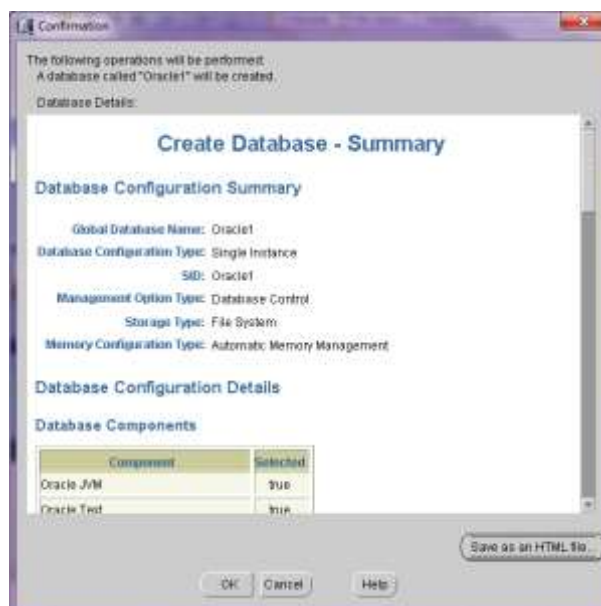 Confirmation
The following operations will be performed:
A database called "Oracle1" will be created.
Database Details:
Create Database - Summary
Database Configuration Summary
Global Database Name: Oracle1
Database Configuration Type: Single Instance
SID: Oracle1
Management Option Type: Database Control
Storage Type: File System
Memory Configuration Type: Automatic Memory Management
Database Configuration Details
Database Components
Component Selected
Oracle JVM true
Oracle Text true
Save as an HTML file...
OK Cancel Help